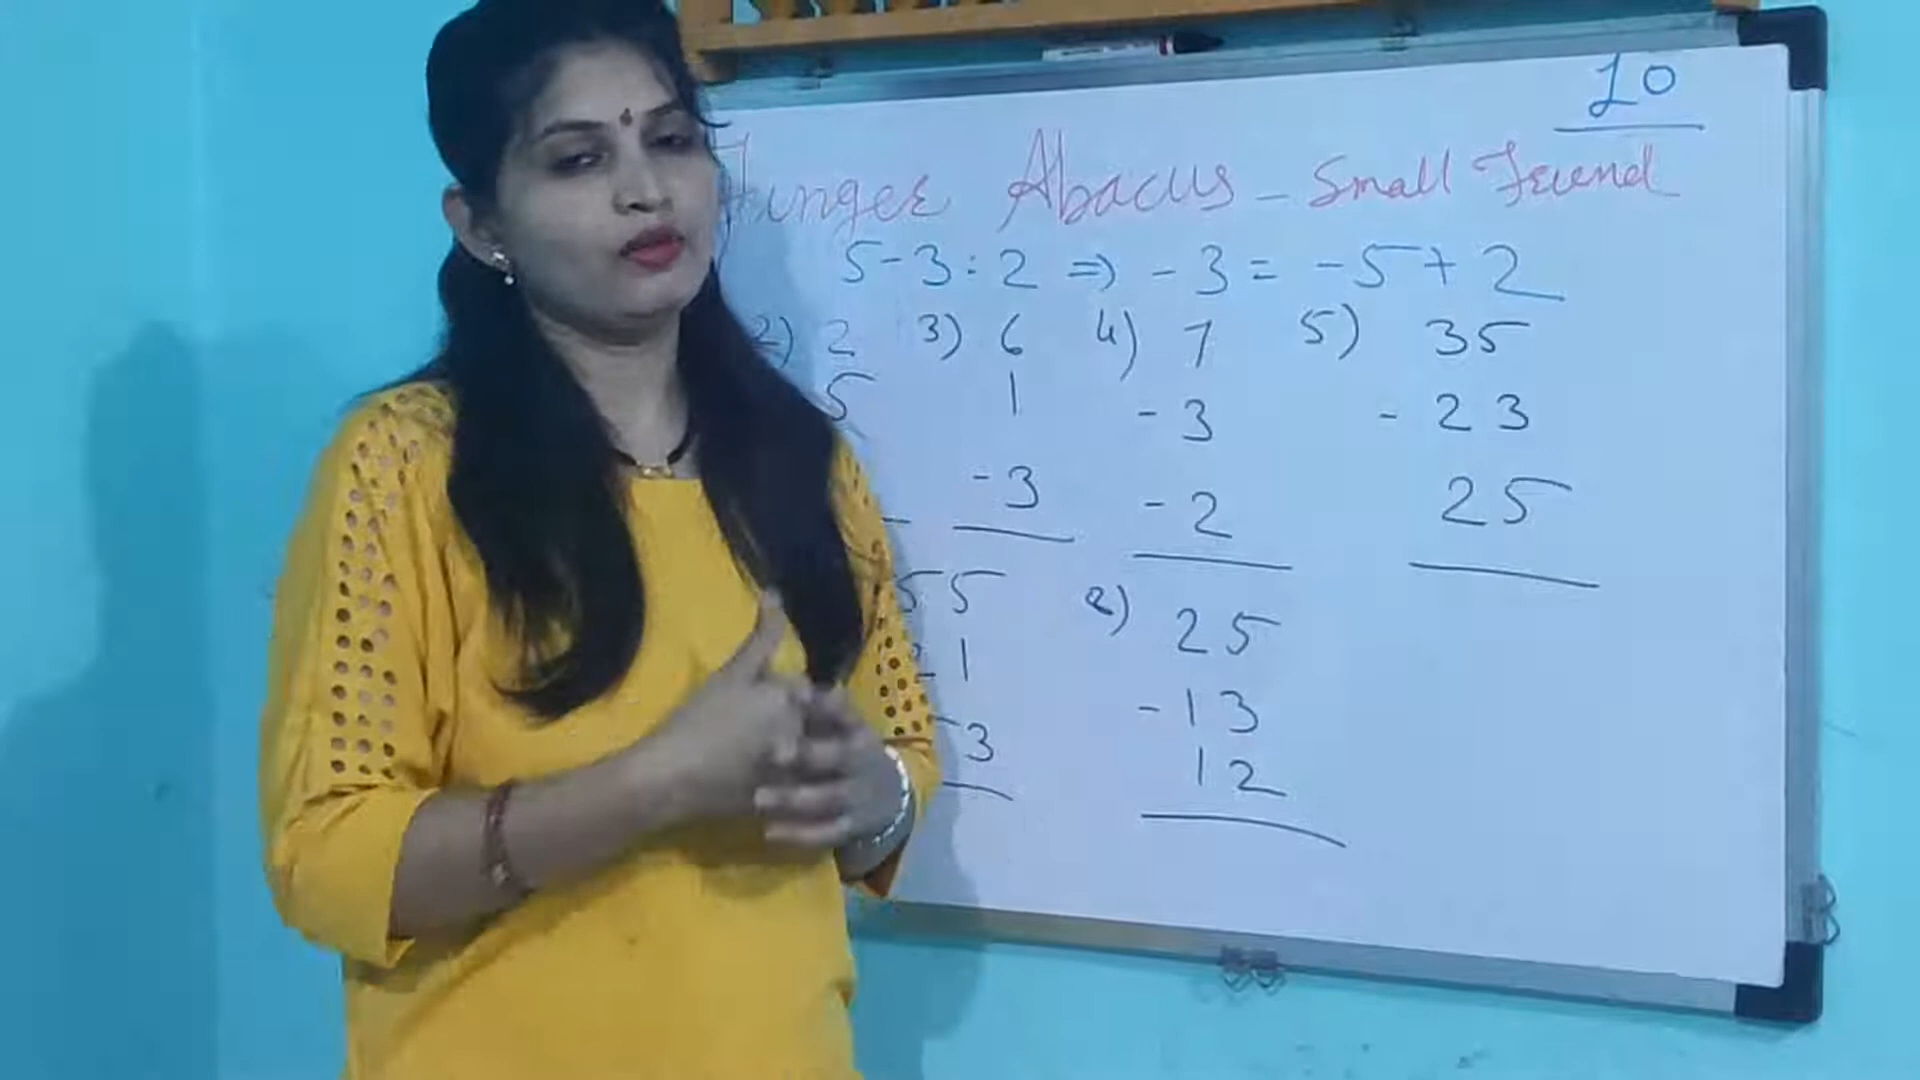 10
Finger Abacus - Small Friend
5-3:2 => -3 = -5+2
2) 2 3) 6 4) 7 5) 35
5 1 -3 -23
-3 -2 25
55 8) 25
21 -13
-3 12